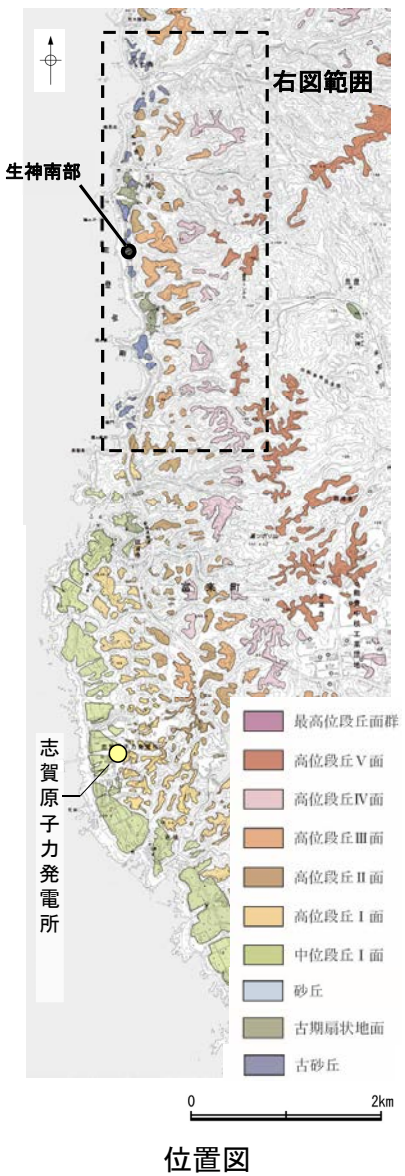 右図範囲
生神南部
富来町
志賀原子力発電所
最高位段丘面群
高位段丘Ⅴ面
高位段丘Ⅳ面
高位段丘Ⅲ面
高位段丘Ⅱ面
高位段丘Ⅰ面
中位段丘Ⅰ面
砂丘
古期扇状地面
古砂丘
0 2km
位置図